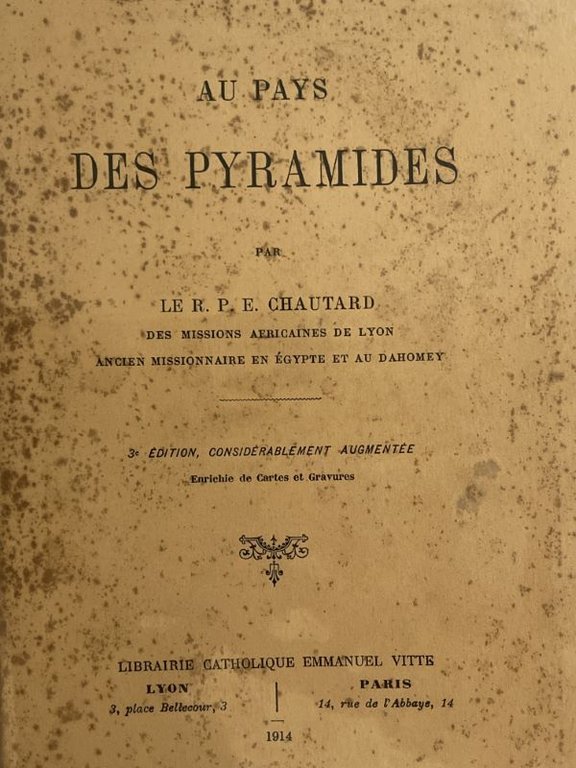 AU PAYS
DES PYRAMIDES
PAR
LE R. P. E. CHAUTARD
DES MISSIONS AFRICAINES DE LYON
ANCIEN MISSIONNAIRE EN ÉGYPTE ET AU DAHOMEY
3e ÉDITION, CONSIDÉRABLEMENT AUGMENTÉE
Enrichie de Cartes et Gravures
LIBRAIRIE CATHOLIQUE EMMANUEL VITTE
LYON
3, place Bellecour, 3
PARIS
14, rue de l'Abbaye, 14
1914